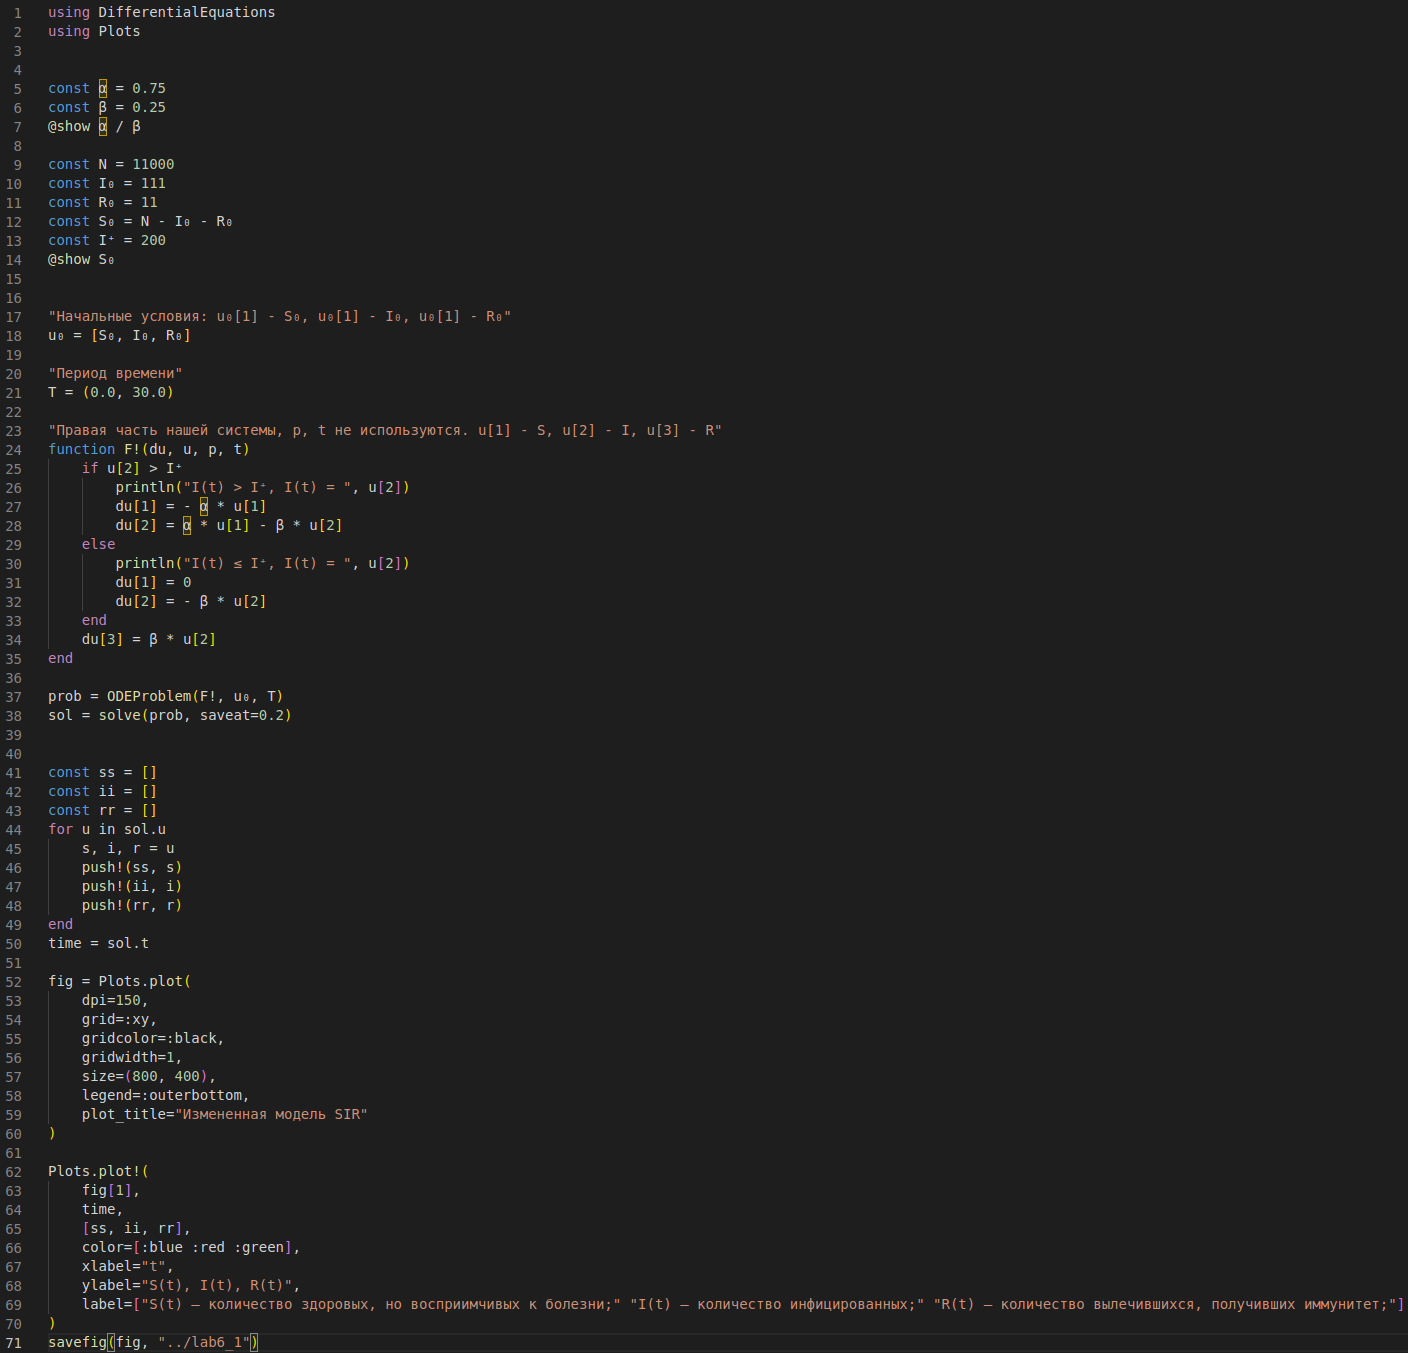 1 using DifferentialEquations
2 using Plots
3
4
5 const α = 0.75
6 const β = 0.25
7 @show α / β
8
9 const N = 11000
10 const I₀ = 111
11 const R₀ = 11
12 const S₀ = N - I₀ - R₀
13 const I⁺ = 200
14 @show S₀
15
16
17 "Начальные условия: u₀[1] - S₀, u₀[1] - I₀, u₀[1] - R₀"
18 u₀ = [S₀, I₀, R₀]
19
20 "Период времени"
21 T = (0.0, 30.0)
22
23 "Правая часть нашей системы, p, t не используются. u[1] - S, u[2] - I, u[3] - R"
24 function F!(du, u, p, t)
25     if u[2] > I⁺
26         println("I(t) > I⁺, I(t) = ", u[2])
27         du[1] = - α * u[1]
28         du[2] = α * u[1] - β * u[2]
29     else
30         println("I(t) ≤ I⁺, I(t) = ", u[2])
31         du[1] = 0
32         du[2] = - β * u[2]
33     end
34     du[3] = β * u[2]
35 end
36
37 prob = ODEProblem(F!, u₀, T)
38 sol = solve(prob, saveat=0.2)
39
40
41 const ss = []
42 const ii = []
43 const rr = []
44 for u in sol.u
45     s, i, r = u
46     push!(ss, s)
47     push!(ii, i)
48     push!(rr, r)
49 end
50 time = sol.t
51
52 fig = Plots.plot(
53     dpi=150,
54     grid=:xy,
55     gridcolor=:black,
56     gridwidth=1,
57     size=(800, 400),
58     legend=:outerbottom,
59     plot_title="Измененная модель SIR"
60 )
61
62 Plots.plot!(
63     fig[1],
64     time,
65     [ss, ii, rr],
66     color=[:blue :red :green],
67     xlabel="t",
68     ylabel="S(t), I(t), R(t)",
69     label=["S(t) — количество здоровых, но восприимчивых к болезни;" "I(t) — количество инфицированных;" "R(t) — количество вылечившихся, получивших иммунитет;"]
70 )
71 savefig(fig, "../lab6_1")